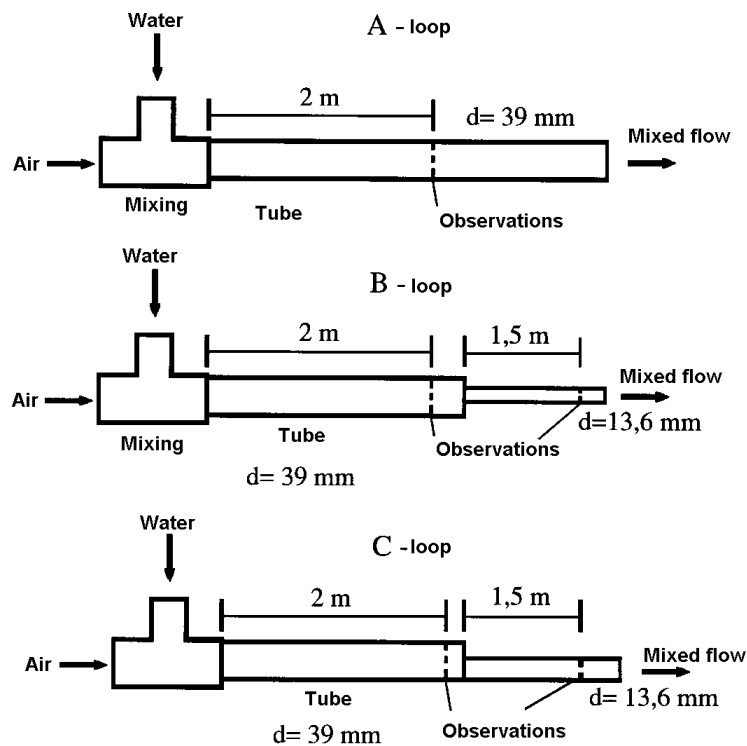 Water
A - loop
2 m
d= 39 mm
Air
Mixed flow
Mixing
Tube
Observations
Water
B - loop
2 m
1,5 m
Air
Mixed flow
d=13,6 mm
Mixing
Tube
Observations
d= 39 mm
Water
C - loop
2 m
1,5 m
Air
Mixed flow
Tube
d= 13,6 mm
d= 39 mm
Observations